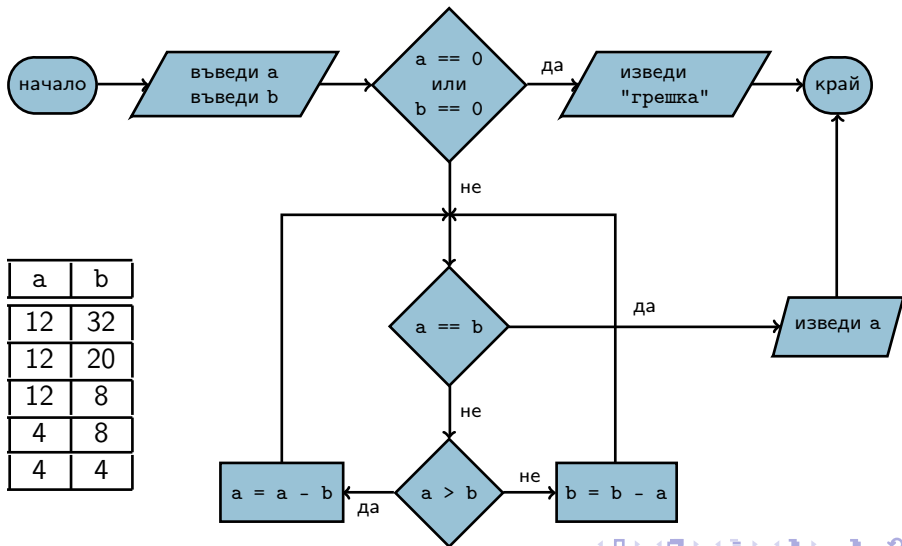 начало
въведи a
въведи b
a == 0
или
b == 0
да
изведи
"грешка"
край
не
a == b
да
изведи a
не
a > b
да
a = a - b
не
b = b - a
a b
12 32
12 20
12 8
4 8
4 4